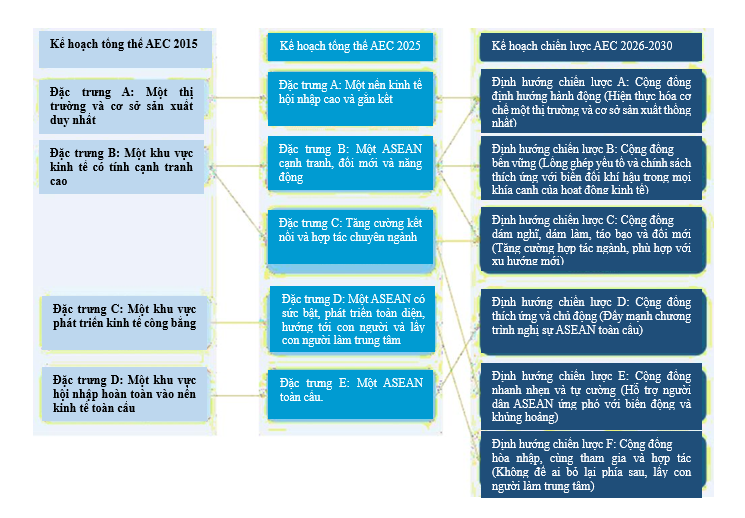 Kế hoạch tổng thể AEC 2015
Đặc trưng A: Một thị
trường và cơ sở sản xuất
duy nhất
Đặc trưng B: Một khu vực
kinh tế có tính cạnh tranh
cao
Đặc trưng C: Một khu vực
phát triển kinh tế công bằng
Đặc trưng D: Một khu vực
hội nhập hoàn toàn vào nền
kinh tế toàn cầu
Kế hoạch tổng thể AEC 2025
Đặc trưng A: Một nền kinh tế
hội nhập cao và gắn kết
Đặc trưng B: Một ASEAN
cạnh tranh, đổi mới và năng
động
Đặc trưng C: Tăng cường kết
nối và hợp tác chuyên ngành
Đặc trưng D: Một ASEAN có
sức bật, phát triển toàn diện,
hướng tới con người và lấy
con người làm trung tâm
Đặc trưng E: Một ASEAN
toàn cầu.
Kế hoạch chiến lược AEC 2026-2030
Định hướng chiến lược A: Cộng đồng
định hướng hành động (Hiện thực hóa cơ
chế một thị trường và cơ sở sản xuất thống
nhất)
Định hướng chiến lược B: Cộng đồng
bền vững (Lồng ghép yếu tố và chính sách
thích ứng với biến đổi khí hậu trong mọi
khía cạnh của hoạt động kinh tế)
Định hướng chiến lược C: Cộng đồng
dám nghĩ, dám làm, táo bạo và đổi mới
(Tăng cường hợp tác ngành, phù hợp với
xu hướng mới)
Định hướng chiến lược D: Cộng đồng
thích ứng và chủ động (Đẩy mạnh chương
trình nghị sự ASEAN toàn cầu)
Định hướng chiến lược E: Cộng đồng
nhanh nhẹn và tự cường (Hỗ trợ người
dân ASEAN ứng phó với biến động và
khủng hoảng)
Định hướng chiến lược F: Cộng đồng
hòa nhập, cùng tham gia và hợp tác
(Không để ai bỏ lại phía sau, lấy con
người làm trung tâm)